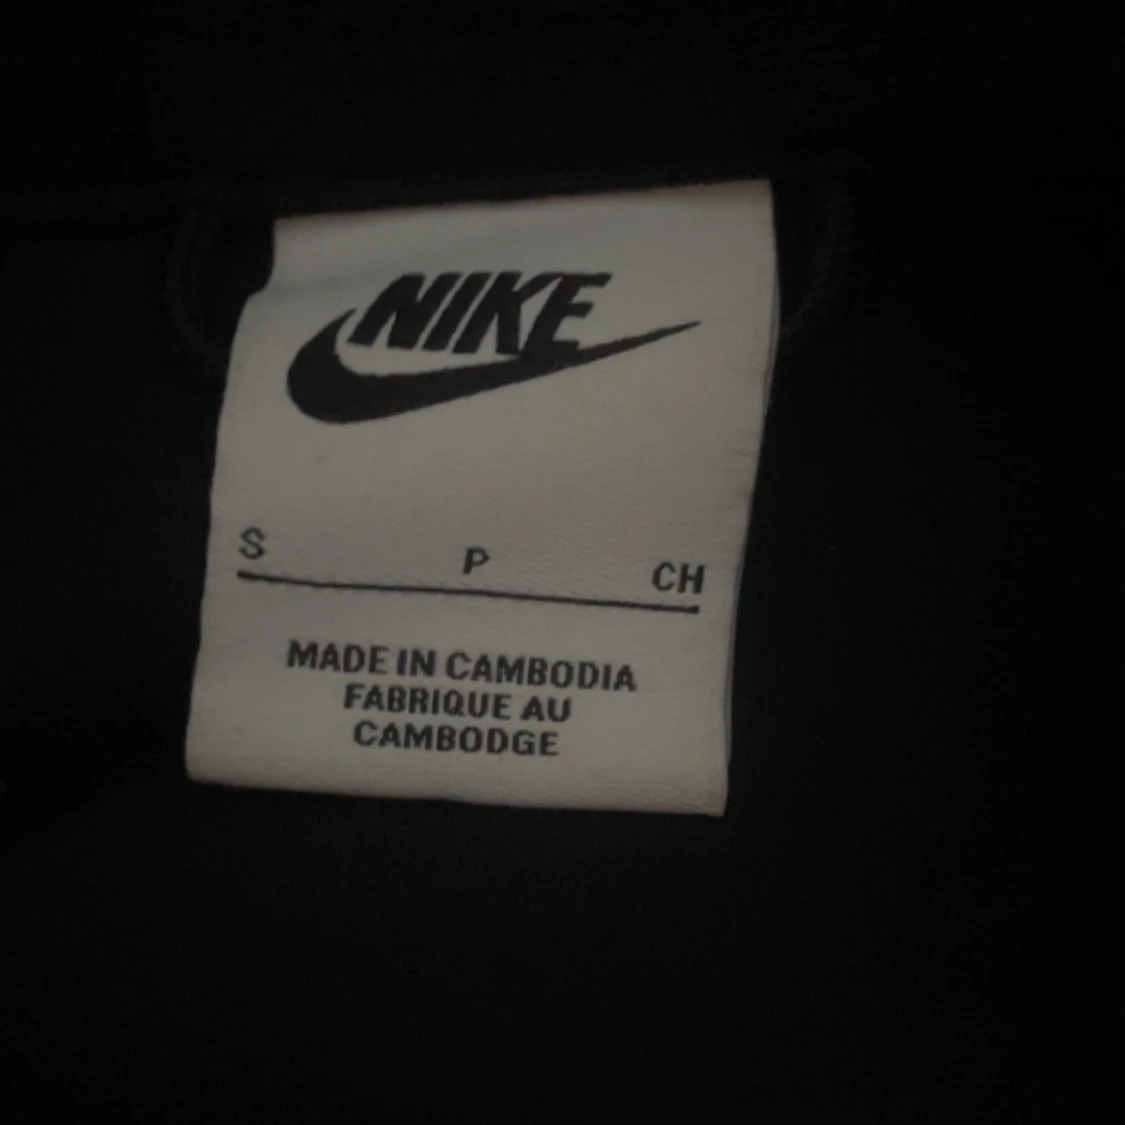 NIKE
S P CH
MADE IN CAMBODIA
FABRIQUE AU
CAMBODGE